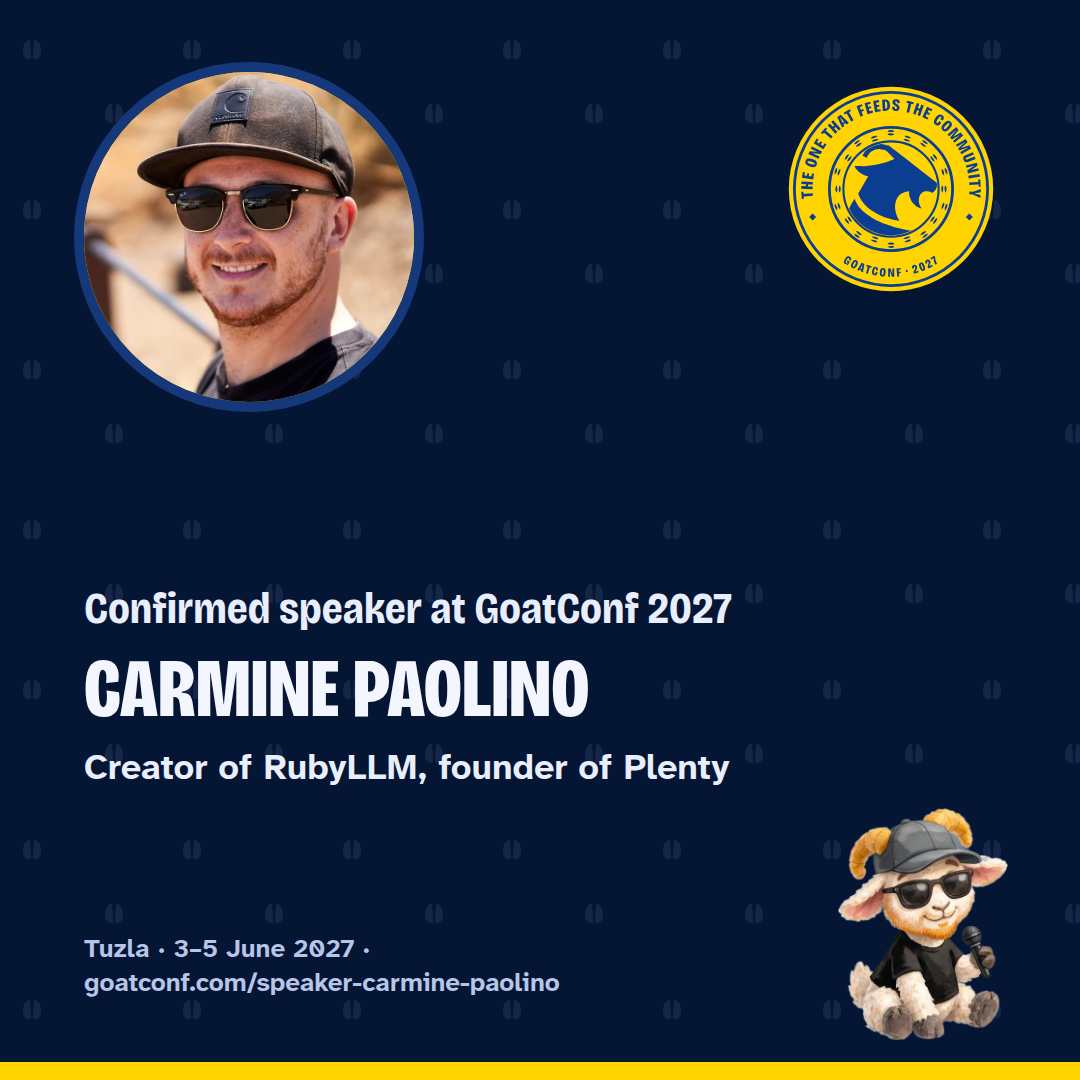 THE ONE THAT FEEDS THE COMMUNITY
GOATCONF · 2027
Confirmed speaker at GoatConf 2027
CARMINE PAOLINO
Creator of RubyLLM, founder of Plenty
Tuzla · 3–5 June 2027 ·
goatconf.com/speaker-carmine-paolino